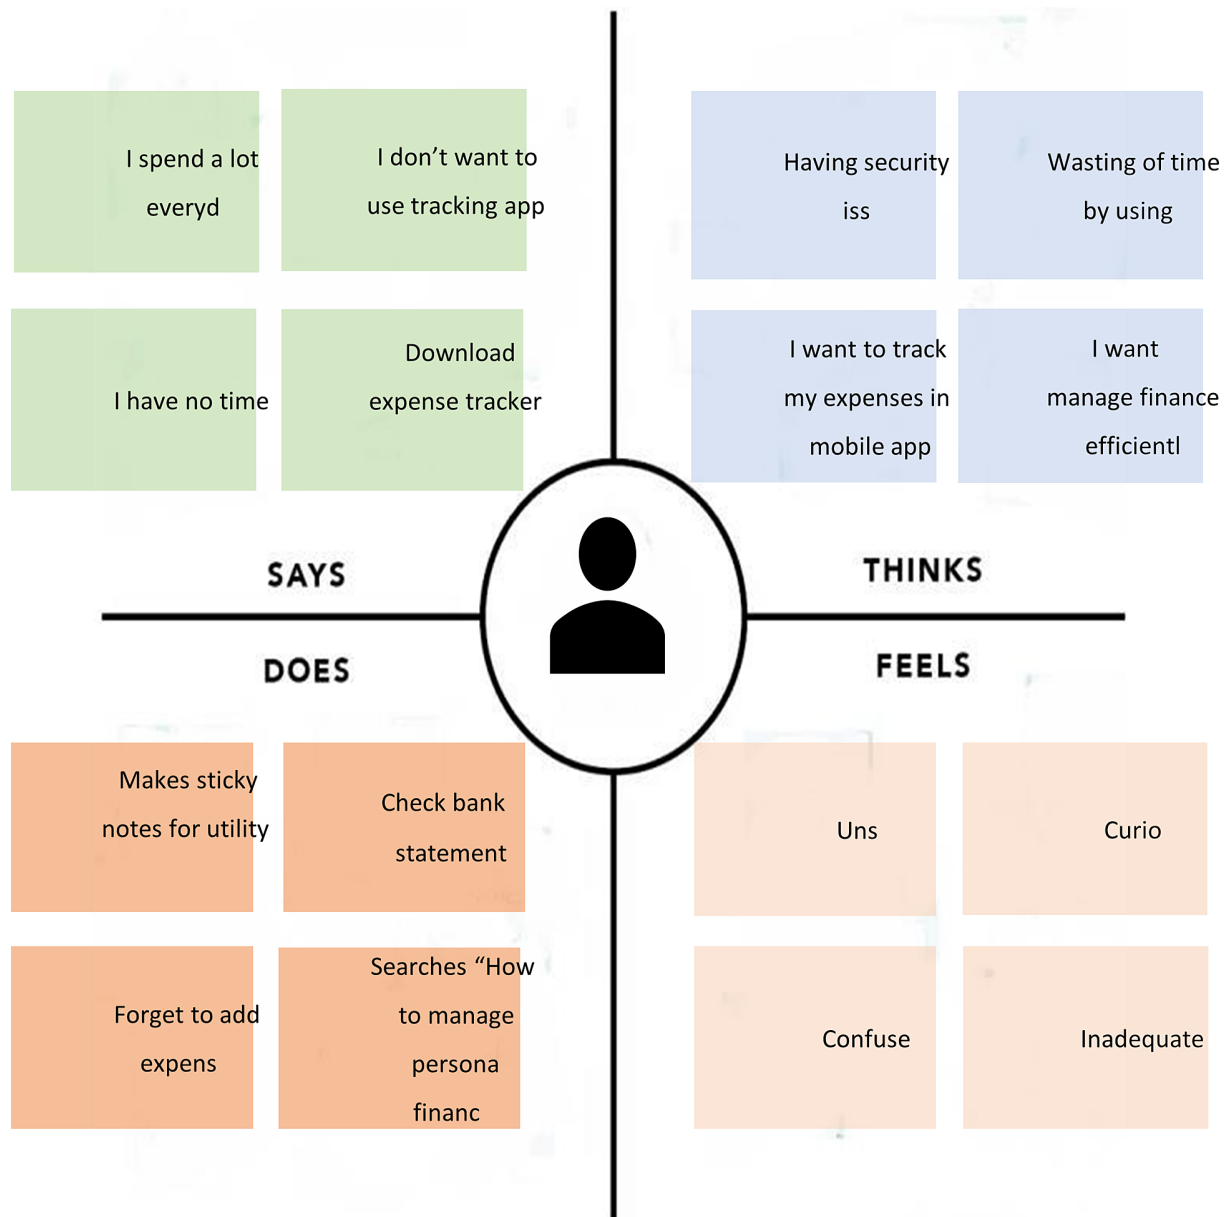 I spend a lot
everyd
I don’t want to
use tracking app
I have no time
Download
expense tracker
SAYS
Having security
iss
Wasting of time
by using
I want to track
my expenses in
mobile app
I want
manage finance
efficientl
THINKS
DOES
Makes sticky
notes for utility
Check bank
statement
Forget to add
expens
Searches “How
to manage
persona
financ
FEELS
Uns
Curio
Confuse
Inadequate